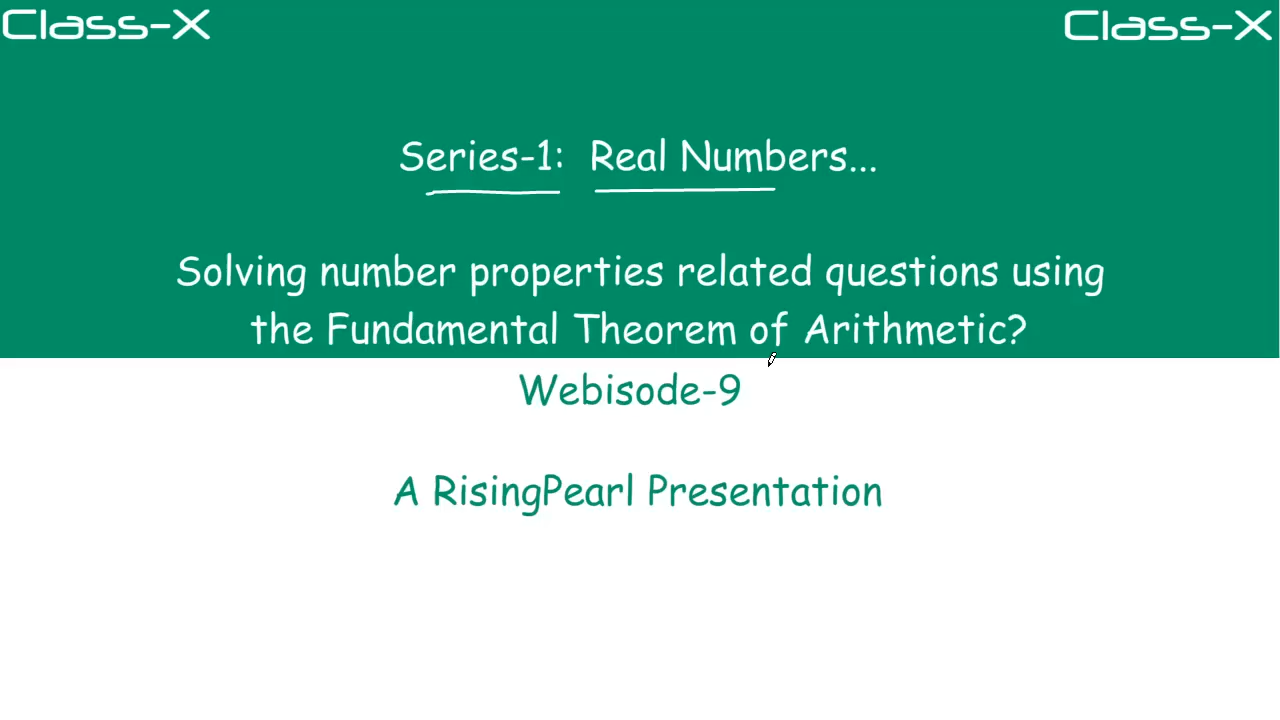 Class-X
Class-X
Series-1: Real Numbers...
Solving number properties related questions using
the Fundamental Theorem of Arithmetic?
Webisode-9
A RisingPearl Presentation